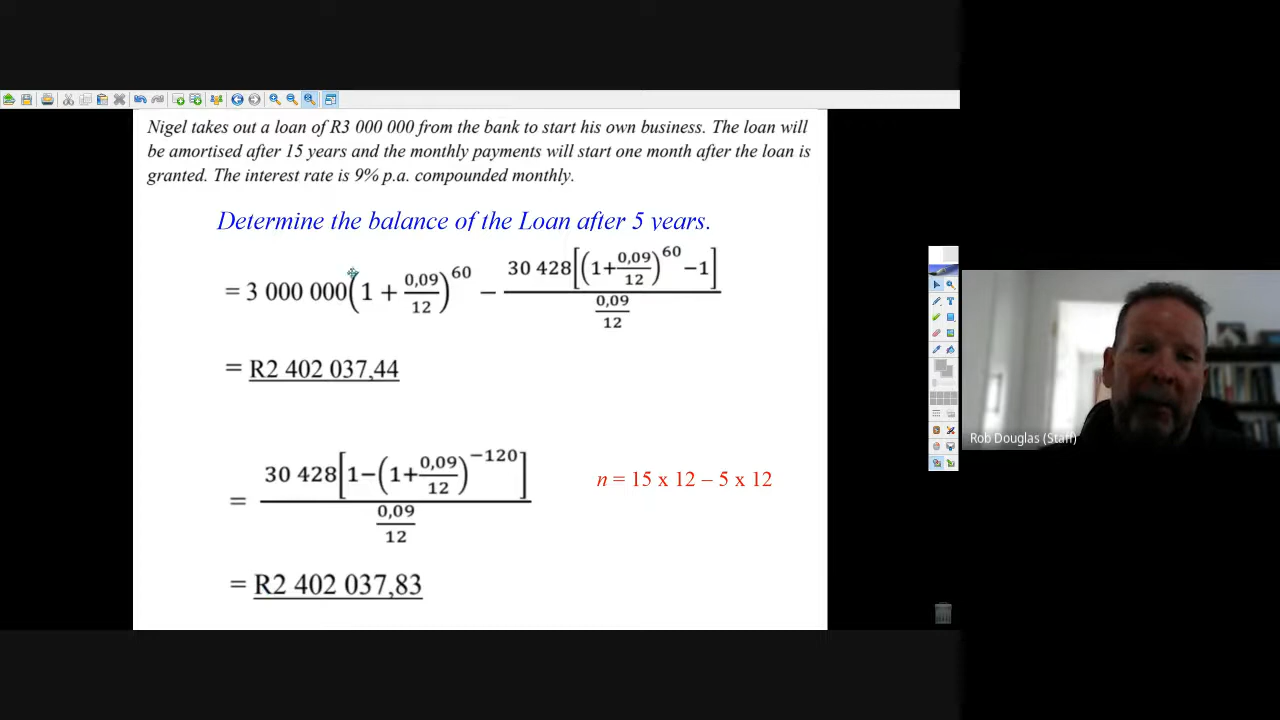 Nigel takes out a loan of R3 000 000 from the bank to start his own business. The loan will
be amortised after 15 years and the monthly payments will start one month after the loan is
granted. The interest rate is 9% p.a. compounded monthly.
Determine the balance of the Loan after 5 years.
= 3 000 000(1 + 0,09/12)^60 − 30 428[(1+0,09/12)^60 −1] / (0,09/12)
= R2 402 037,44
= 30 428[1−(1+0,09/12)^−120] / (0,09/12)
n = 15 x 12 – 5 x 12
= R2 402 037,83
Rob Douglas (Staff)